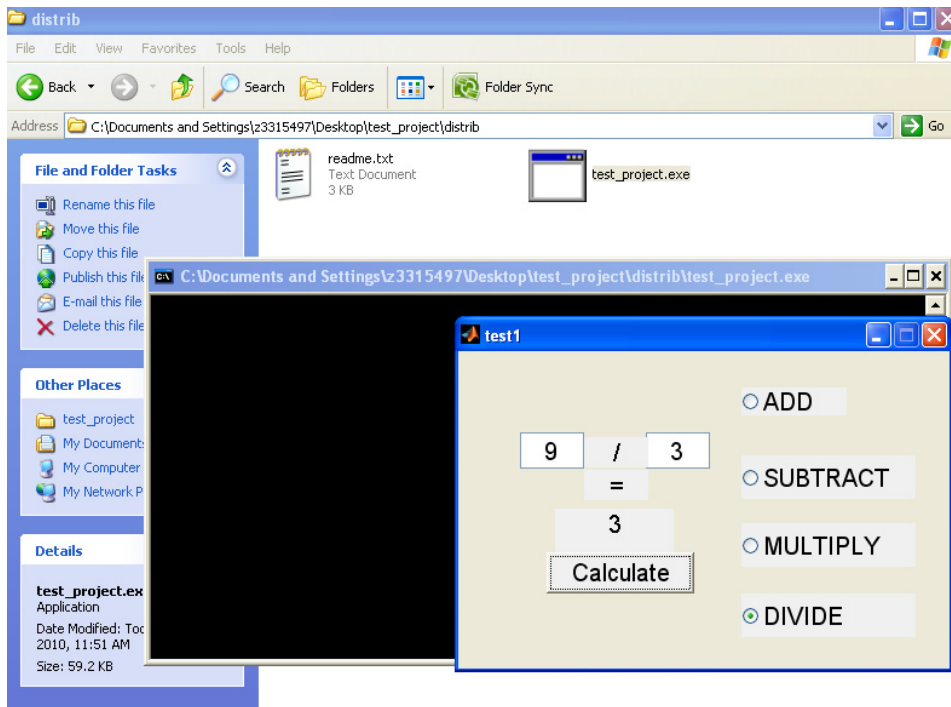 distrib
File Edit View Favorites Tools Help
Back Search Folders Folder Sync
Address C:\Documents and Settings\z3315497\Desktop\test_project\distrib Go
File and Folder Tasks
Rename this file
Move this file
Copy this file
Publish this file
E-mail this file
Delete this file
Other Places
test_project
My Documents
My Computer
My Network P
Details
test_project.ex
Application
Date Modified: Too
2010, 11:51 AM
Size: 59.2 KB
readme.txt
Text Document
3 KB
test_project.exe
C:\Documents and Settings\z3315497\Desktop\test_project\distrib\test_project.exe
test1
9 / 3
=
3
Calculate
ADD
SUBTRACT
MULTIPLY
DIVIDE